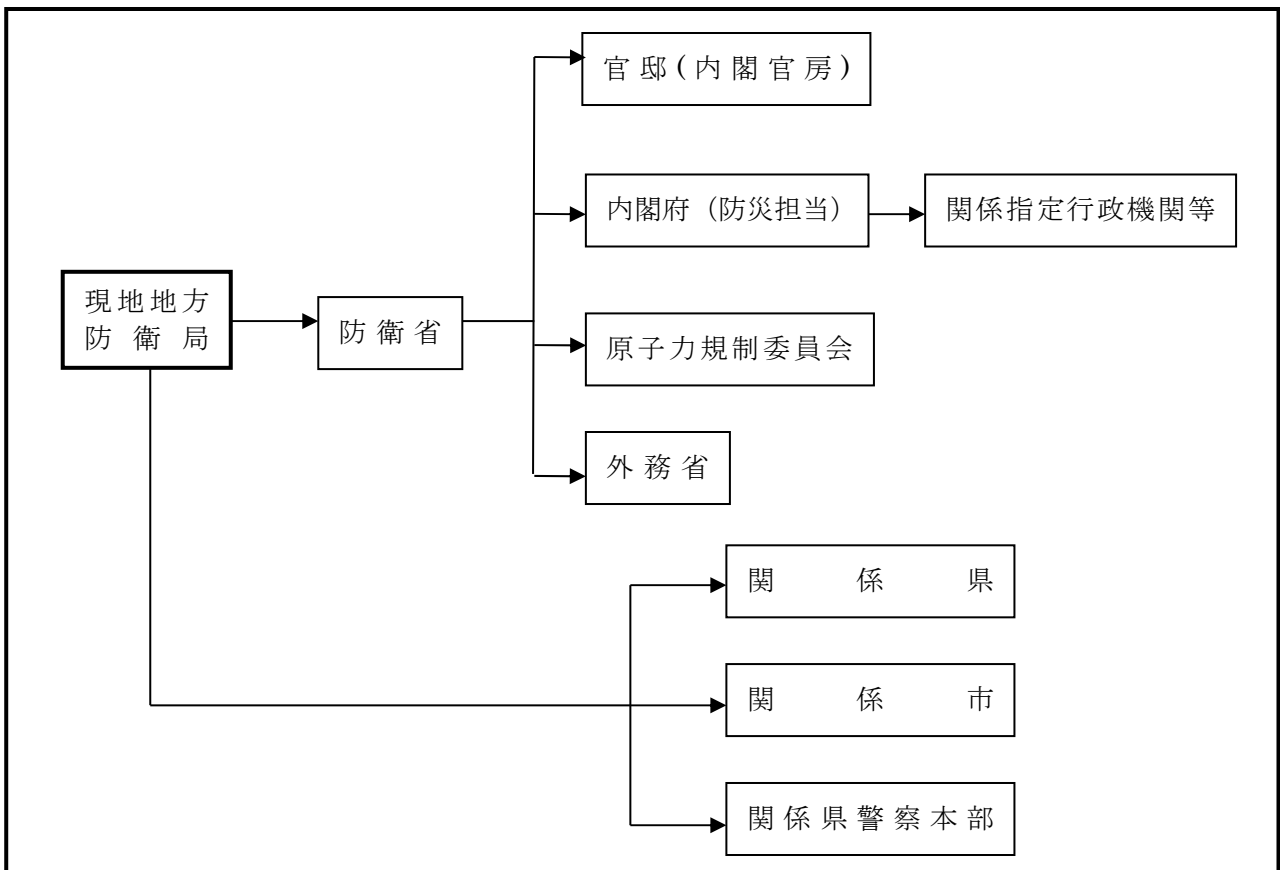 官邸(内閣官房)
内閣府（防災担当）
関係指定行政機関等
現地地方
防衛局
防衛省
原子力規制委員会
外務省
関係県
関係市
関係県警察本部